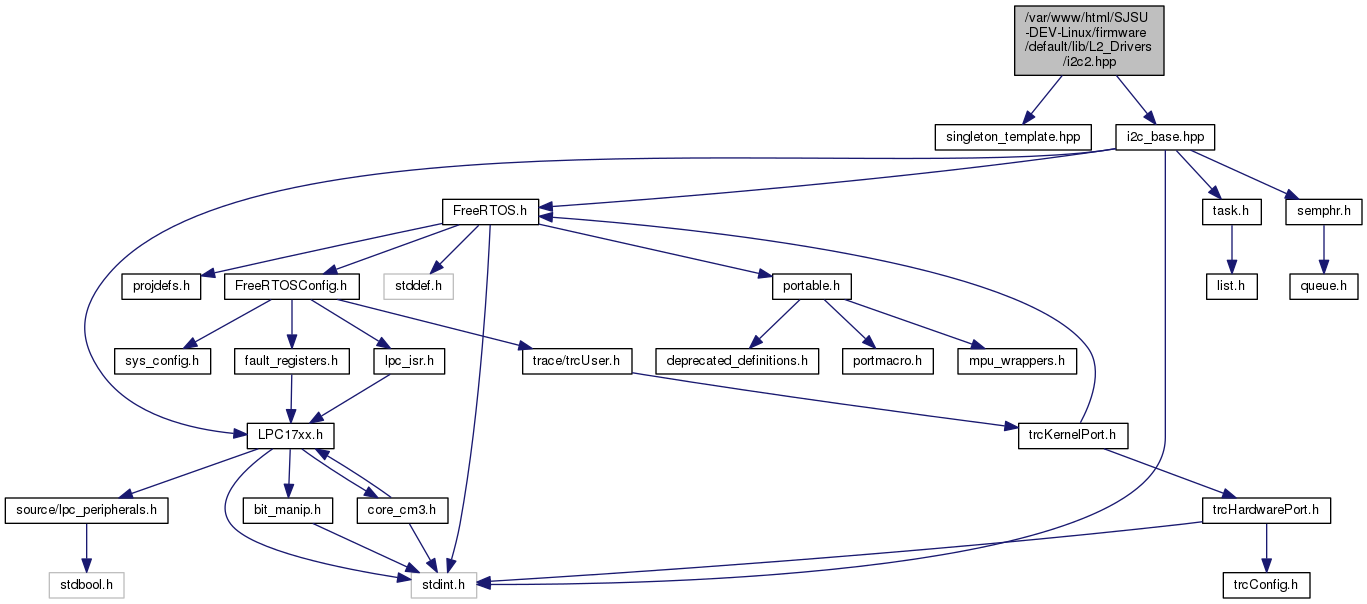 /var/www/html/SJSU
-DEV-Linux/firmware
/default/lib/L2_Drivers
/i2c2.hpp
singleton_template.hpp
i2c_base.hpp
FreeRTOS.h
task.h
semphr.h
projdefs.h
FreeRTOSConfig.h
stddef.h
portable.h
list.h
queue.h
sys_config.h
fault_registers.h
lpc_isr.h
trace/trcUser.h
deprecated_definitions.h
portmacro.h
mpu_wrappers.h
LPC17xx.h
trcKernelPort.h
source/lpc_peripherals.h
bit_manip.h
core_cm3.h
trcHardwarePort.h
stdbool.h
stdint.h
trcConfig.h